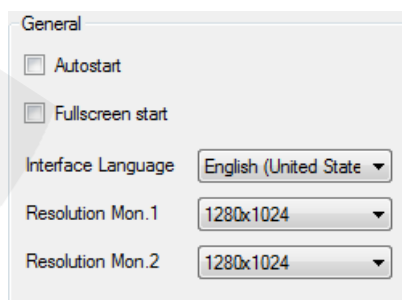 General
Autostart
Fullscreen start
Interface Language English (United State
Resolution Mon.1 1280x1024
Resolution Mon.2 1280x1024